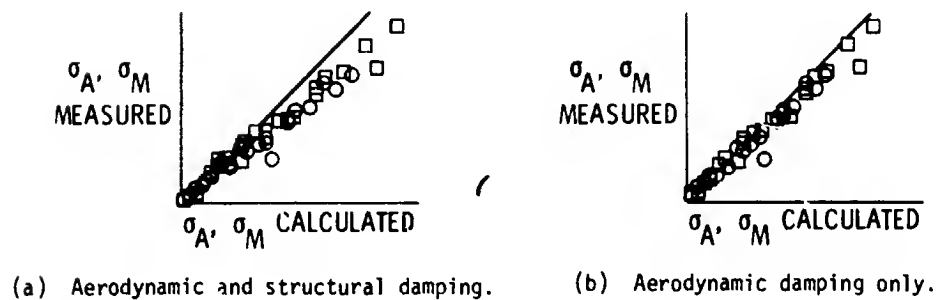 σA, σM
MEASURED
σA, σM CALCULATED
(a) Aerodynamic and structural damping.
σA, σM
MEASURED
σA, σM CALCULATED
(b) Aerodynamic damping only.